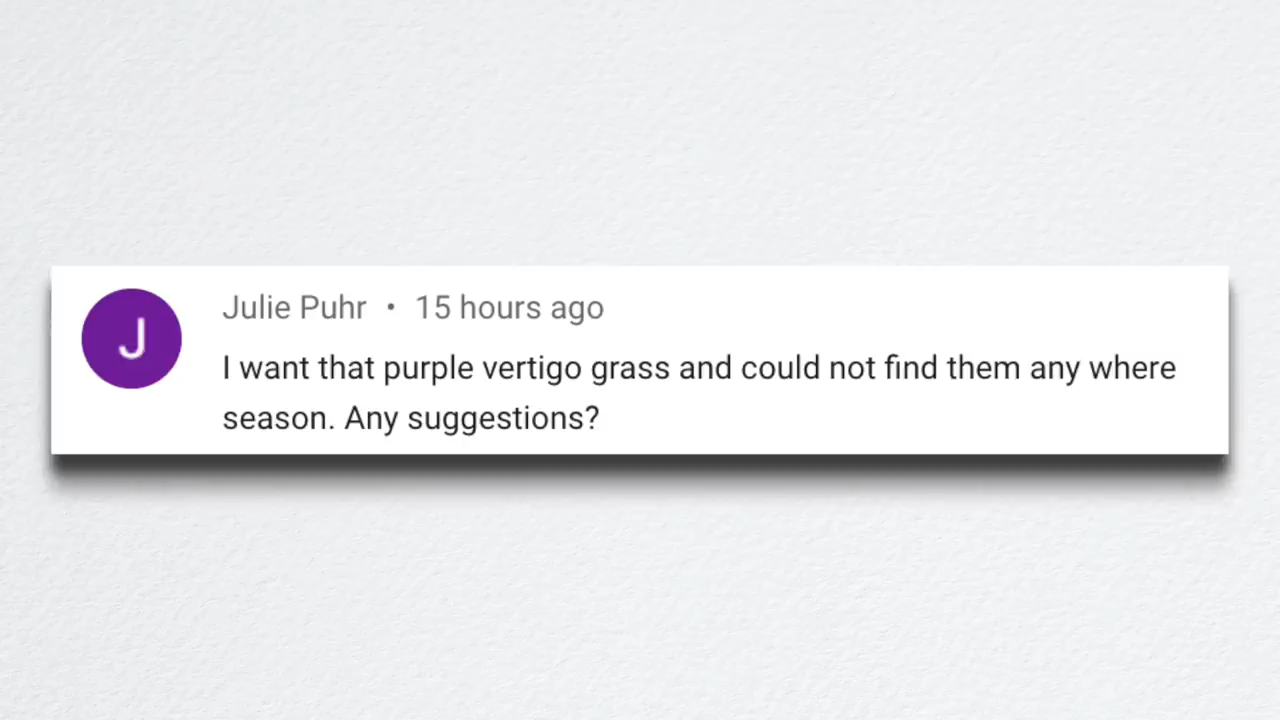 J
Julie Puhr • 15 hours ago
I want that purple vertigo grass and could not find them any where
season. Any suggestions?